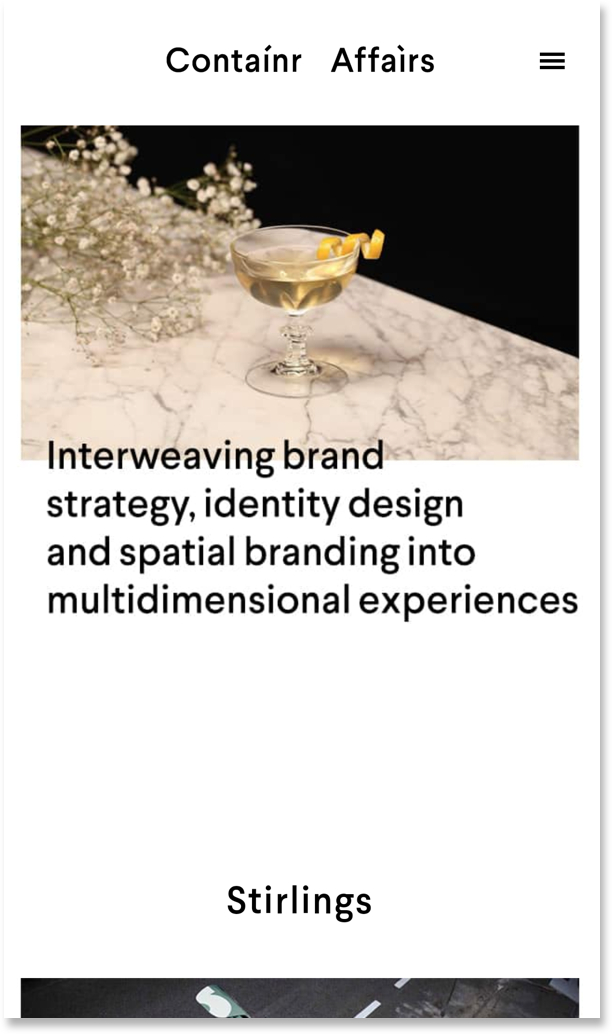 Contaínr Affaìrs
Interweaving brand
strategy, identity design
and spatial branding into
multidimensional experiences
Stirlings